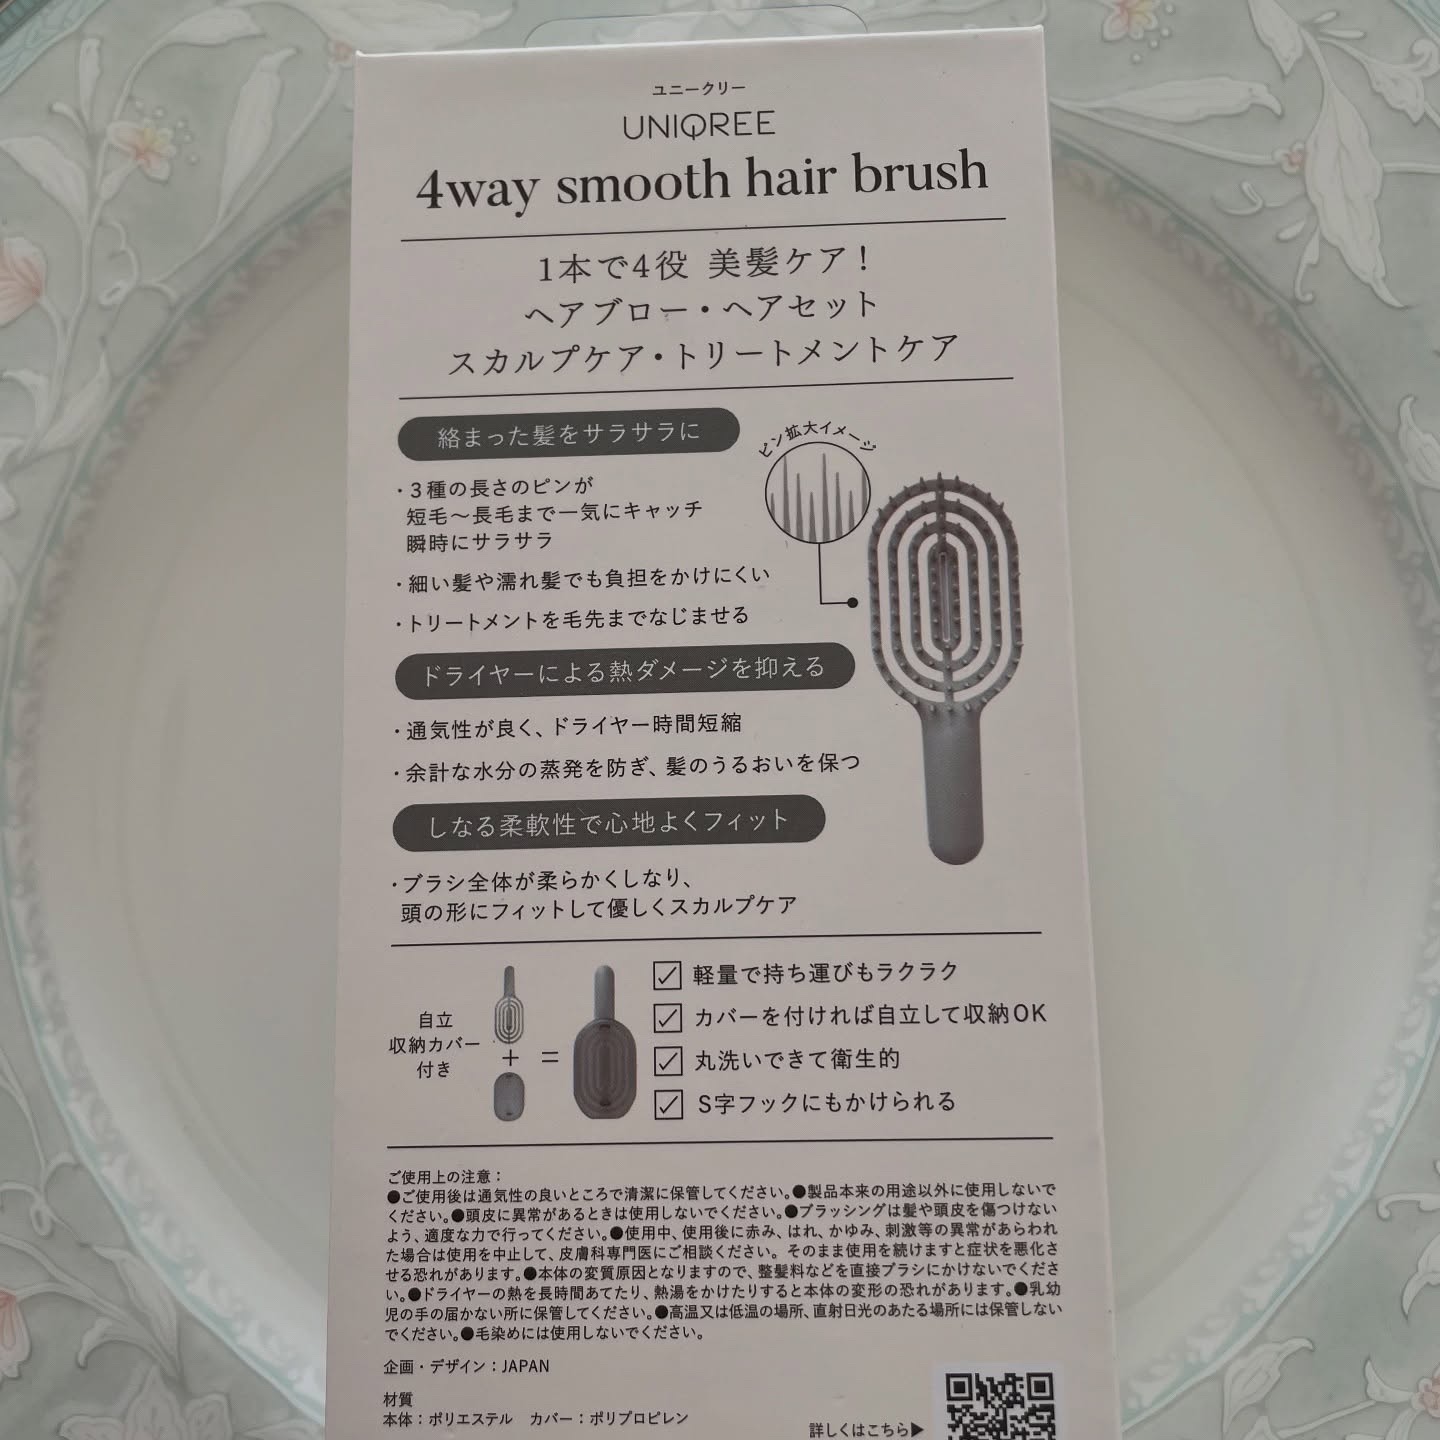 ユニークリー
UNIQREE
4way smooth hair brush
1本で4役 美髪ケア！
ヘアブロー・ヘアセット
スカルプケア・トリートメントケア
絡まった髪をサラサラに
ピン拡大イメージ
・3種の長さのピンが
短毛〜長毛まで一気にキャッチ
瞬時にサラサラ
・細い髪や濡れ髪でも負担をかけにくい
・トリートメントを毛先までなじませる
ドライヤーによる熱ダメージを抑える
・通気性が良く、ドライヤー時間短縮
・余計な水分の蒸発を防ぎ、髪のうるおいを保つ
しなる柔軟性で心地よくフィット
・ブラシ全体が柔らかくしなり、
頭の形にフィットして優しくスカルプケア
自立
収納カバー
付き
+ =
☑ 軽量で持ち運びもラクラク
☑ カバーを付ければ自立して収納OK
☑ 丸洗いできて衛生的
☑ S字フックにもかけられる
ご使用上の注意：
●ご使用後は通気性の良いところで清潔に保管してください。●製品本来の用途以外に使用しないで
ください。●頭皮に異常があるときは使用しないでください。●ブラッシングは髪や頭皮を傷つけない
よう、適度な力で行ってください。●使用中、使用後に赤み、はれ、かゆみ、刺激等の異常があらわれ
た場合は使用を中止して、皮膚科専門医にご相談ください。そのまま使用を続けますと症状を悪化さ
せる恐れがあります。●本体の変質原因となりますので、整髪料などを直接ブラシにかけないでくださ
い。●ドライヤーの熱を長時間あてたり、熱湯をかけたりすると本体の変形の恐れがあります。●乳幼
児の手の届かない所に保管してください。●高温又は低温の場所、直射日光のあたる場所には保管しない
でください。●毛染めには使用しないでください。
企画・デザイン：JAPAN
材質
本体：ポリエステル　カバー：ポリプロピレン
詳しくはこちら▶